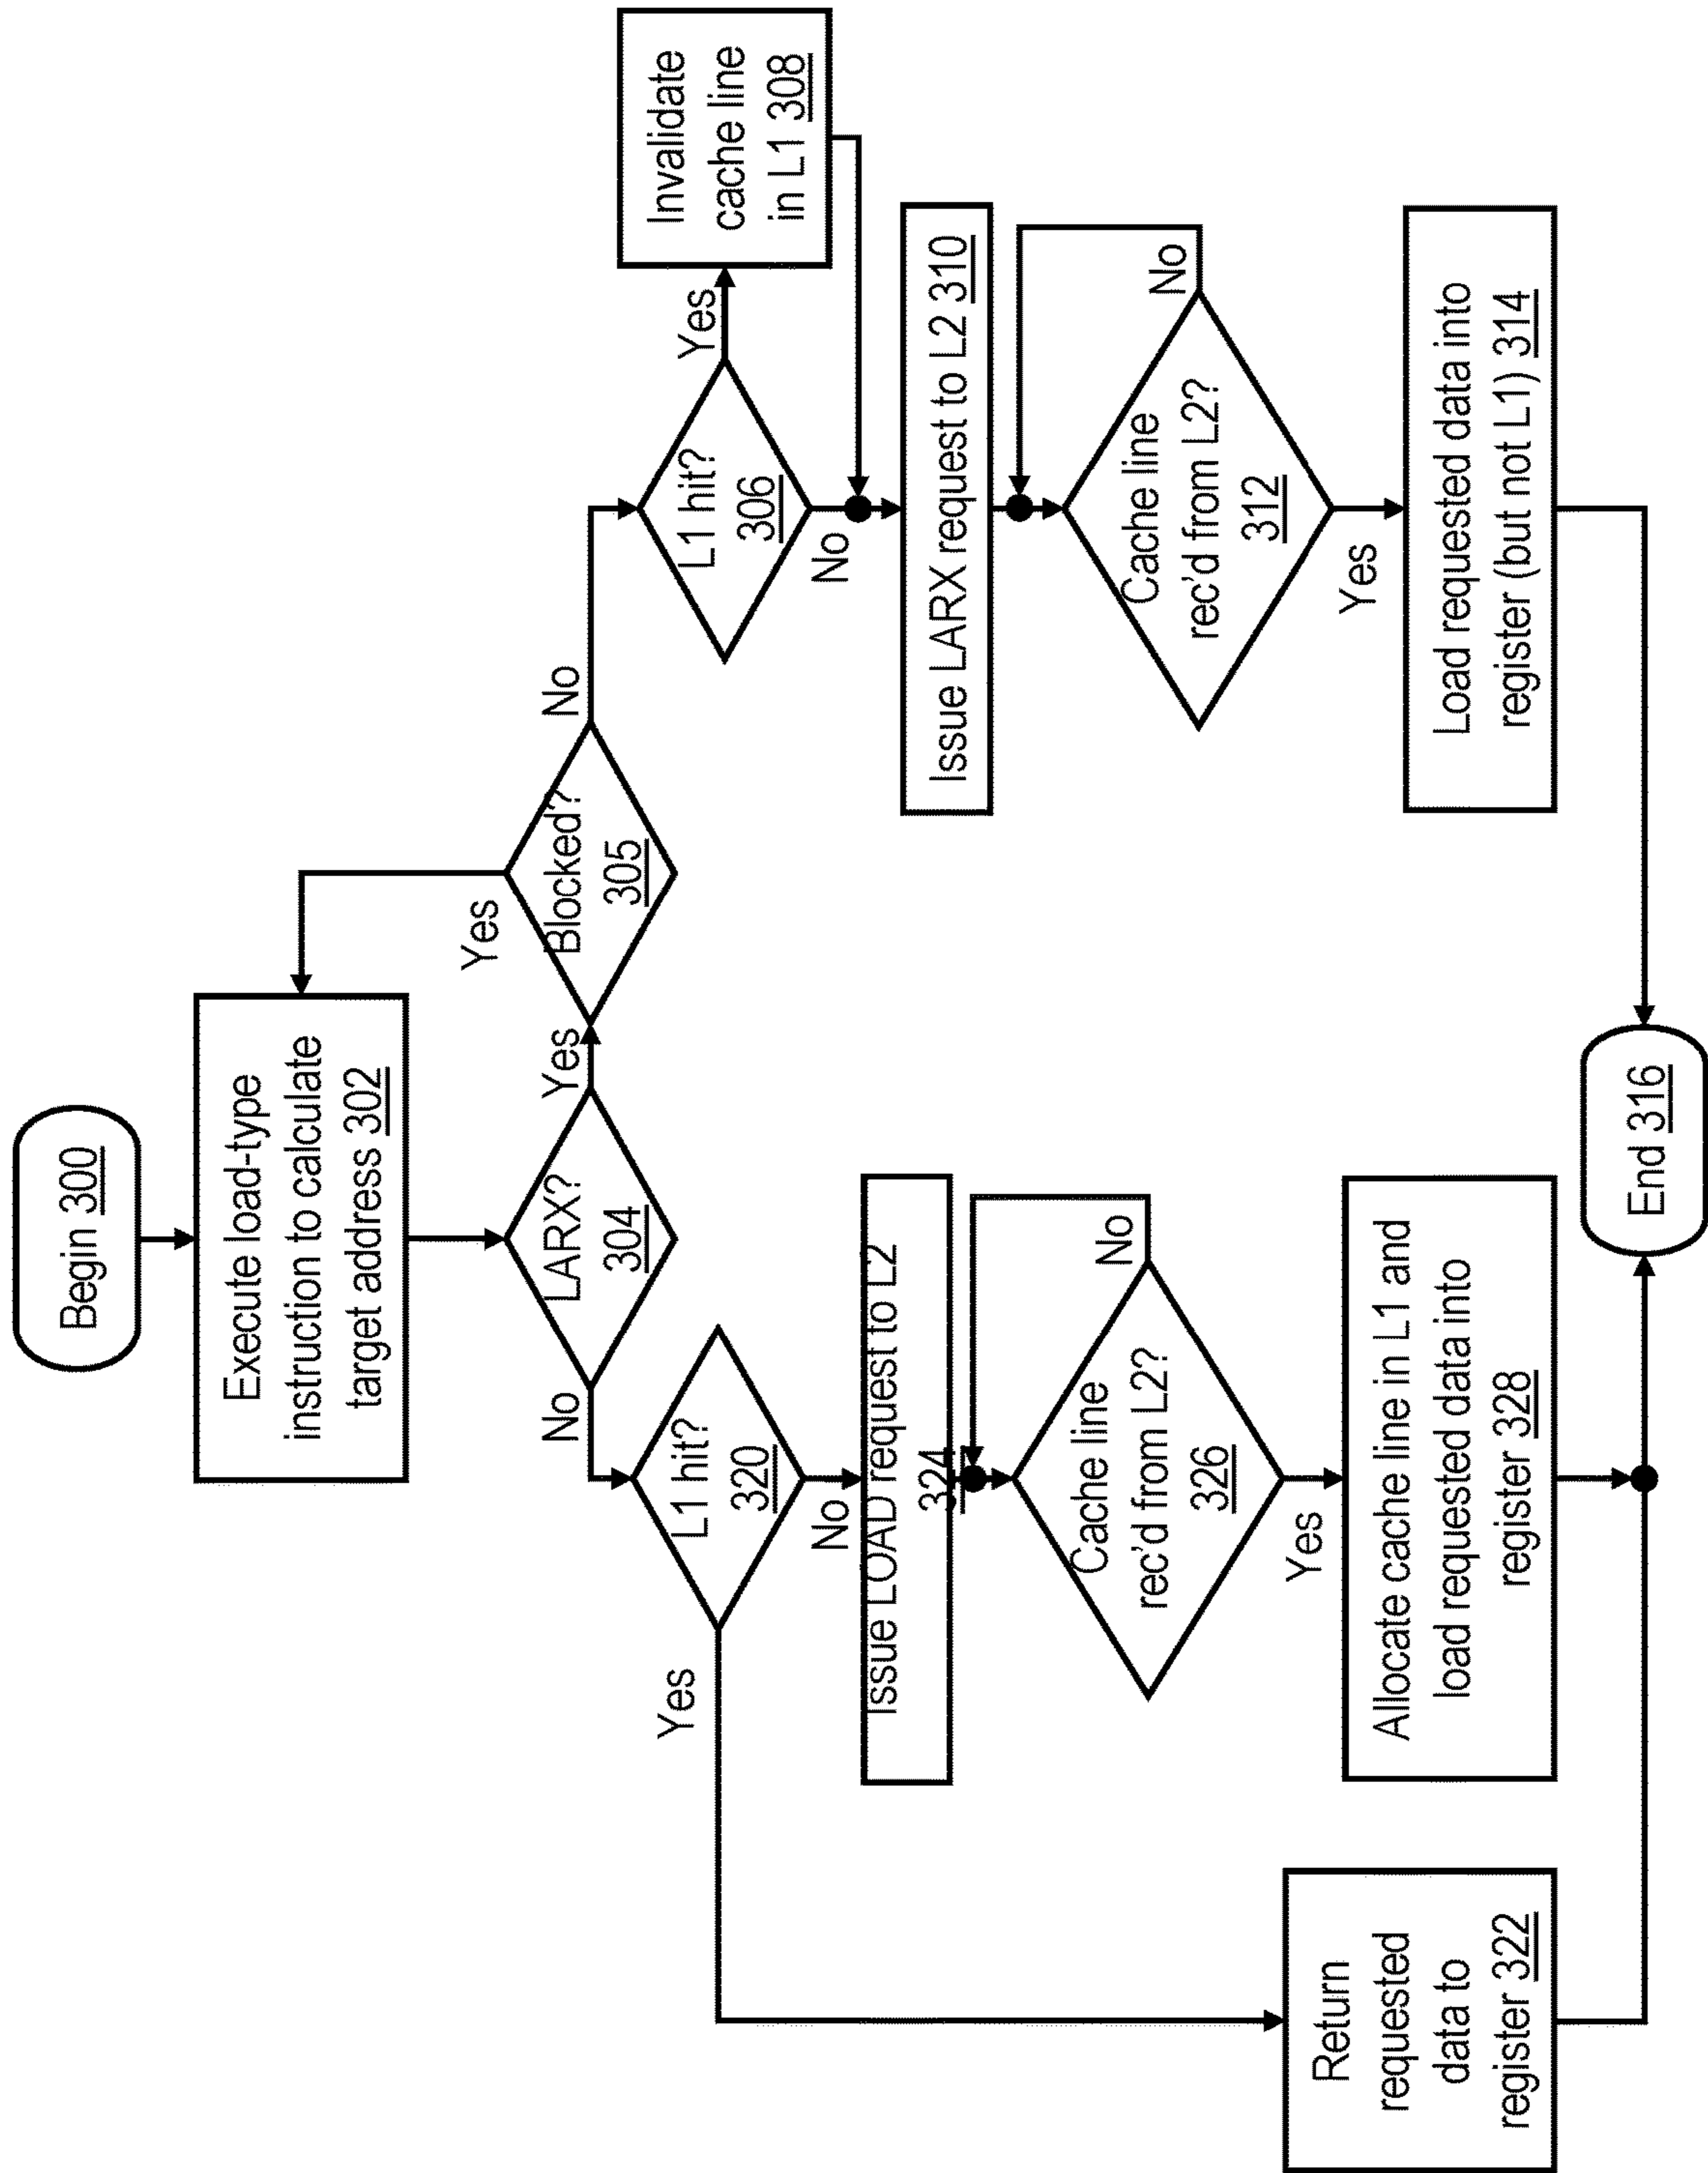 Begin 300
Execute load-type
instruction to calculate
target address 302
LARX?
304
Yes
No
Blocked?
305
Yes
No
L1 hit?
306
Yes
No
Invalidate
cache line
in L1 308
Issue LARX request to L2 310
Cache line
rec'd from L2?
312
No
Yes
Load requested data into
register (but not L1) 314
L1 hit?
320
Yes
No
Issue LOAD request to L2
324
Cache line
rec'd from L2?
326
No
Yes
Allocate cache line in L1 and
load requested data into
register 328
Return
requested
data to
register 322
End 316